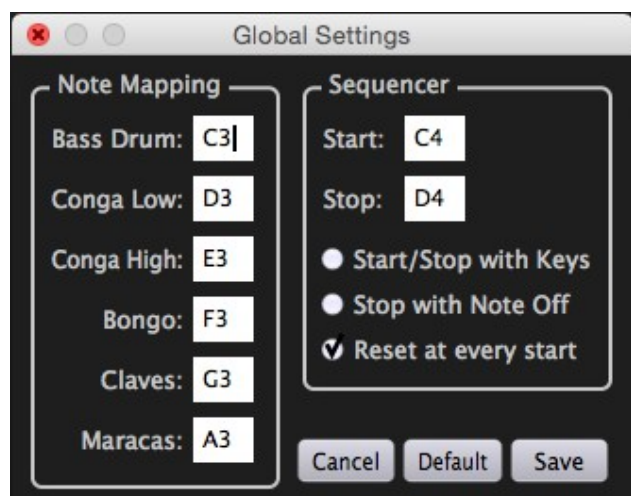 Global Settings
Note Mapping
Bass Drum: C3
Conga Low: D3
Conga High: E3
Bongo: F3
Claves: G3
Maracas: A3
Sequencer
Start: C4
Stop: D4
Start/Stop with Keys
Stop with Note Off
Reset at every start
Cancel Default Save